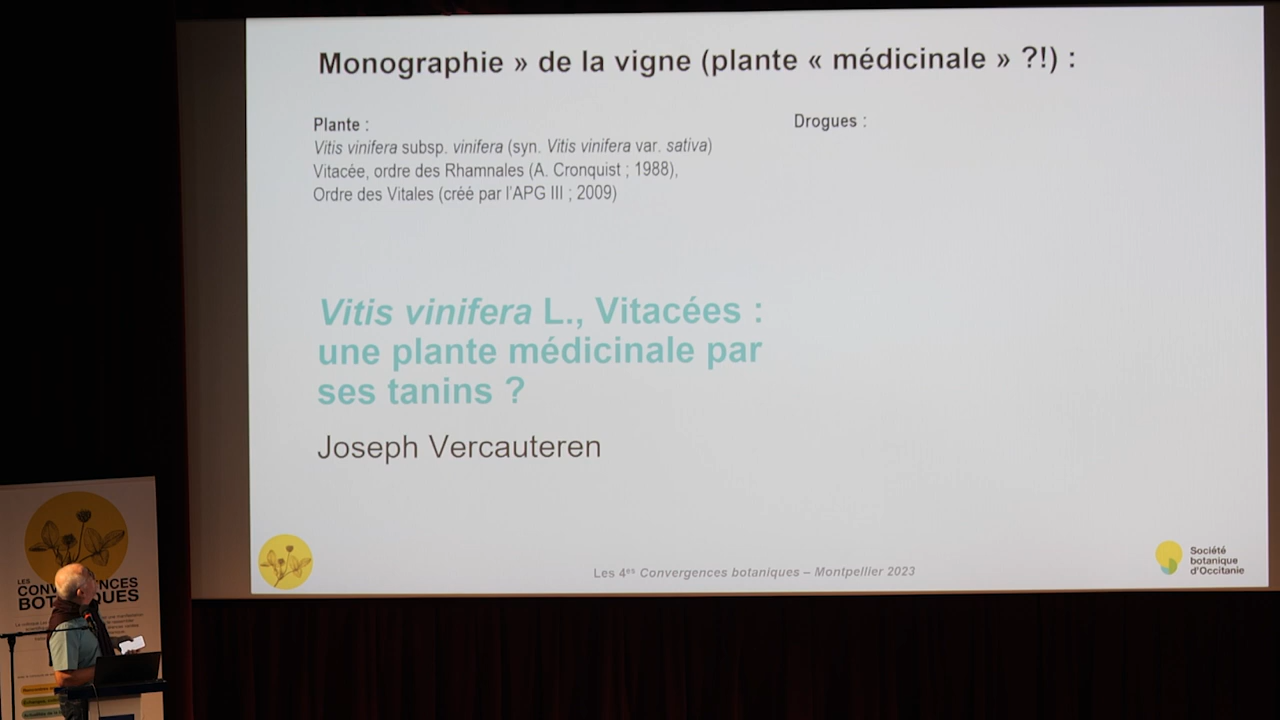 Monographie » de la vigne (plante « médicinale » ?!) :
Plante :
Vitis vinifera subsp. vinifera (syn. Vitis vinifera var. sativa)
Vitacée, ordre des Rhamnales (A. Cronquist ; 1988),
Ordre des Vitales (créé par l'APG III ; 2009)
Drogues :
Vitis vinifera L., Vitacées :
une plante médicinale par
ses tanins ?
Joseph Vercauteren
Les 4es Convergences botaniques – Montpellier 2023
Société
botanique
d'Occitanie
LES